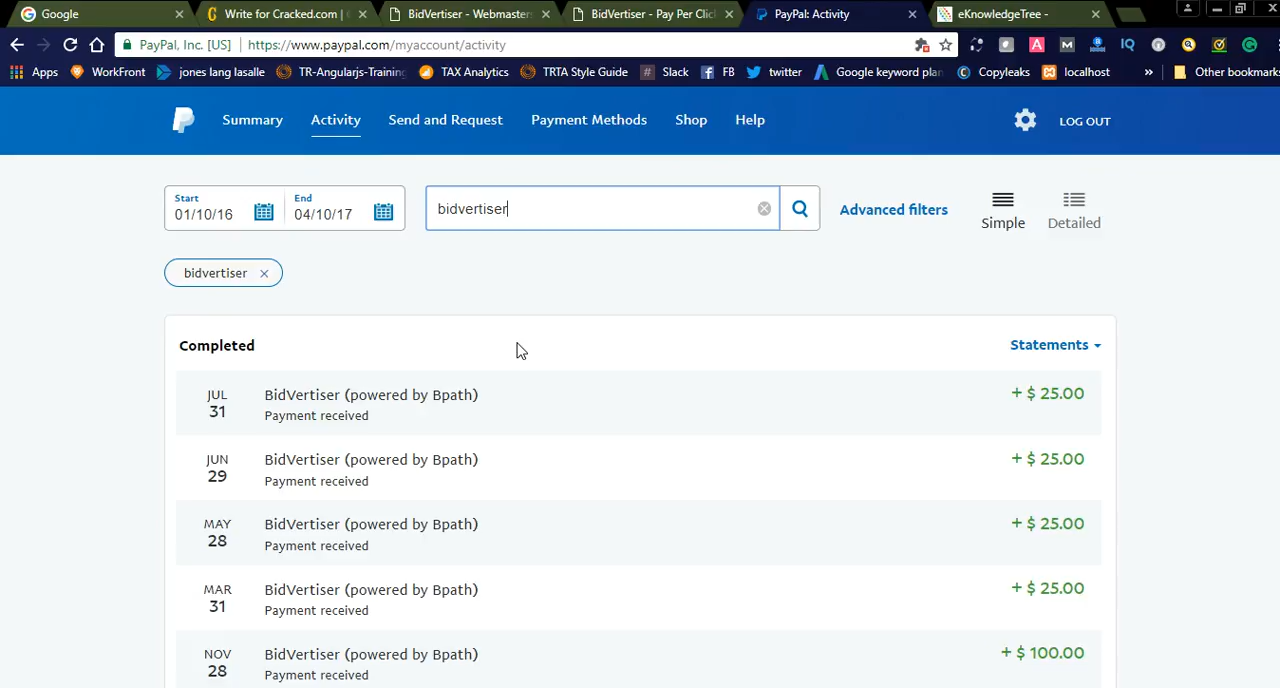 Google
Write for Cracked.com |
BidVertiser - Webmaster
BidVertiser - Pay Per Clic
PayPal: Activity
eKnowledgeTree -
PayPal, Inc. [US]
https://www.paypal.com/myaccount/activity
Apps
WorkFront
jones lang lasalle
TR-Angularjs-Training
TAX Analytics
TRTA Style Guide
Slack
FB
twitter
Google keyword plan
Copyleaks
localhost
»
Other bookmarks
Summary
Activity
Send and Request
Payment Methods
Shop
Help
LOG OUT
Start
01/10/16
End
04/10/17
bidvertiser
Advanced filters
Simple
Detailed
bidvertiser
Completed
Statements
JUL
31
BidVertiser (powered by Bpath)
Payment received
+ $ 25.00
JUN
29
BidVertiser (powered by Bpath)
Payment received
+ $ 25.00
MAY
28
BidVertiser (powered by Bpath)
Payment received
+ $ 25.00
MAR
31
BidVertiser (powered by Bpath)
Payment received
+ $ 25.00
NOV
28
BidVertiser (powered by Bpath)
Payment received
+ $ 100.00